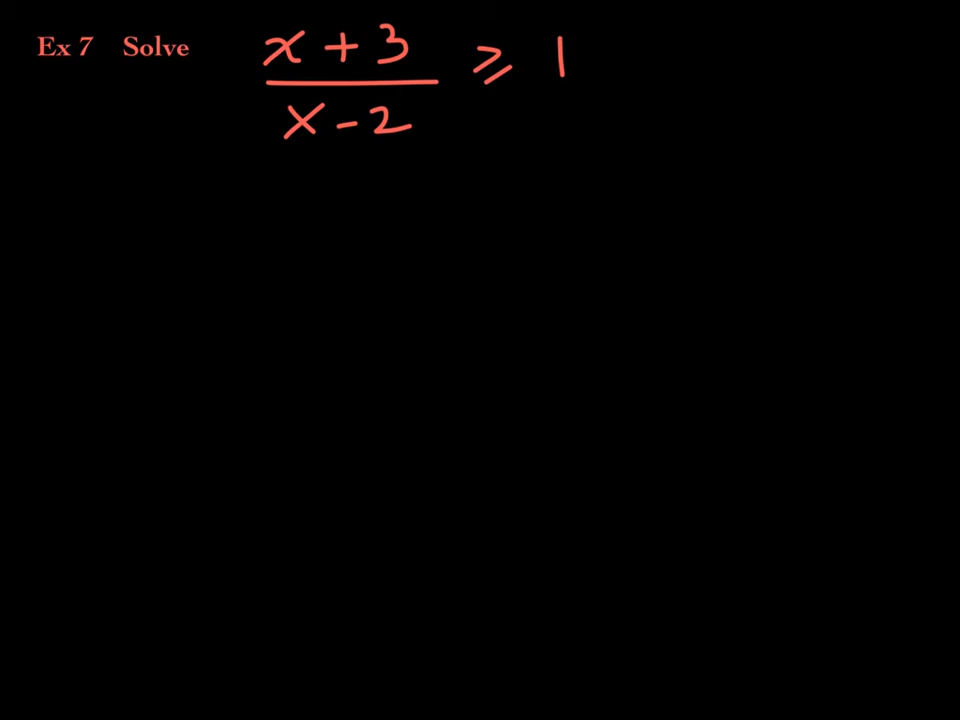 Ex 7 Solve (x + 3)/(x - 2) ⩾ 1